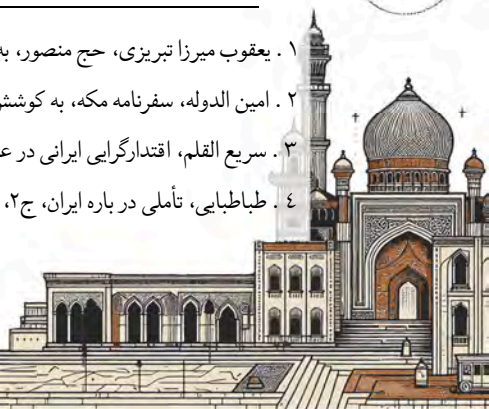 ۱ . یعقوب میرزا تبریزی، حج منصور، به
۲ . امین الدوله، سفرنامه مکه، به کوشش
۳ . سریع القلم، اقتدارگرایی ایرانی در
٤ . طباطبایی، تأملی در باره ایران، ج۲،